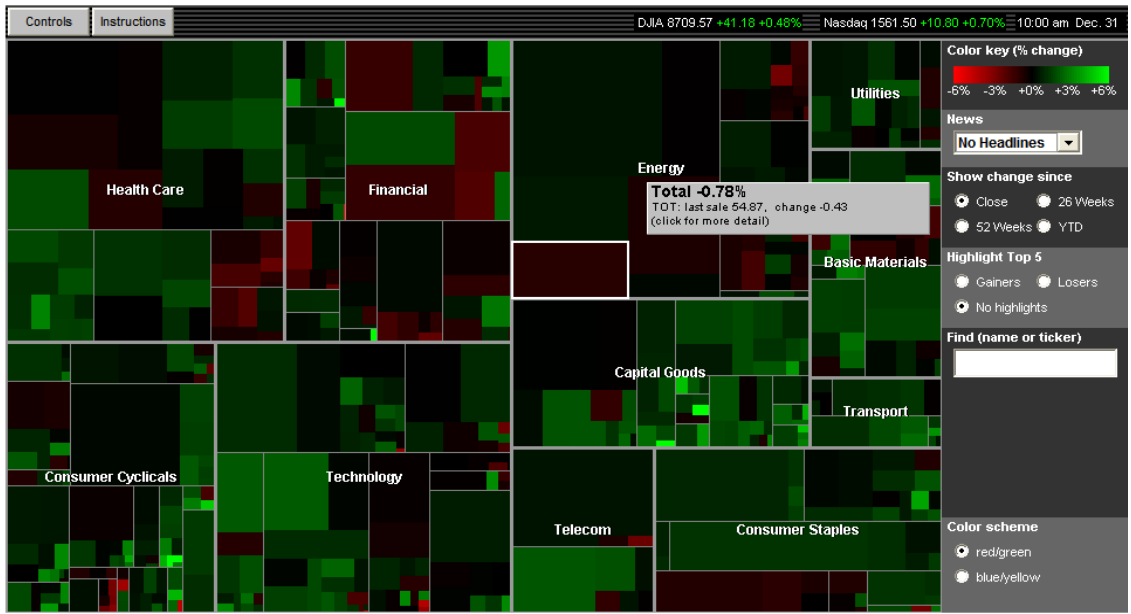 Controls
Instructions
DJIA 8709.57 +41.18 +0.48%
Nasdaq 1561.50 +10.80 +0.70%
10:00 am Dec. 31
Health Care
Financial
Energy
Total -0.78%
TOT: last sale 54.87, change -0.43
(click for more detail)
Utilities
Basic Materials
Capital Goods
Transport
Consumer Cyclicals
Technology
Telecom
Consumer Staples
Color key (% change)
-6% -3% +0% +3% +6%
News
No Headlines
Show change since
Close 26 Weeks
52 Weeks YTD
Highlight Top 5
Gainers Losers
No highlights
Find (name or ticker)
Color scheme
red/green
blue/yellow